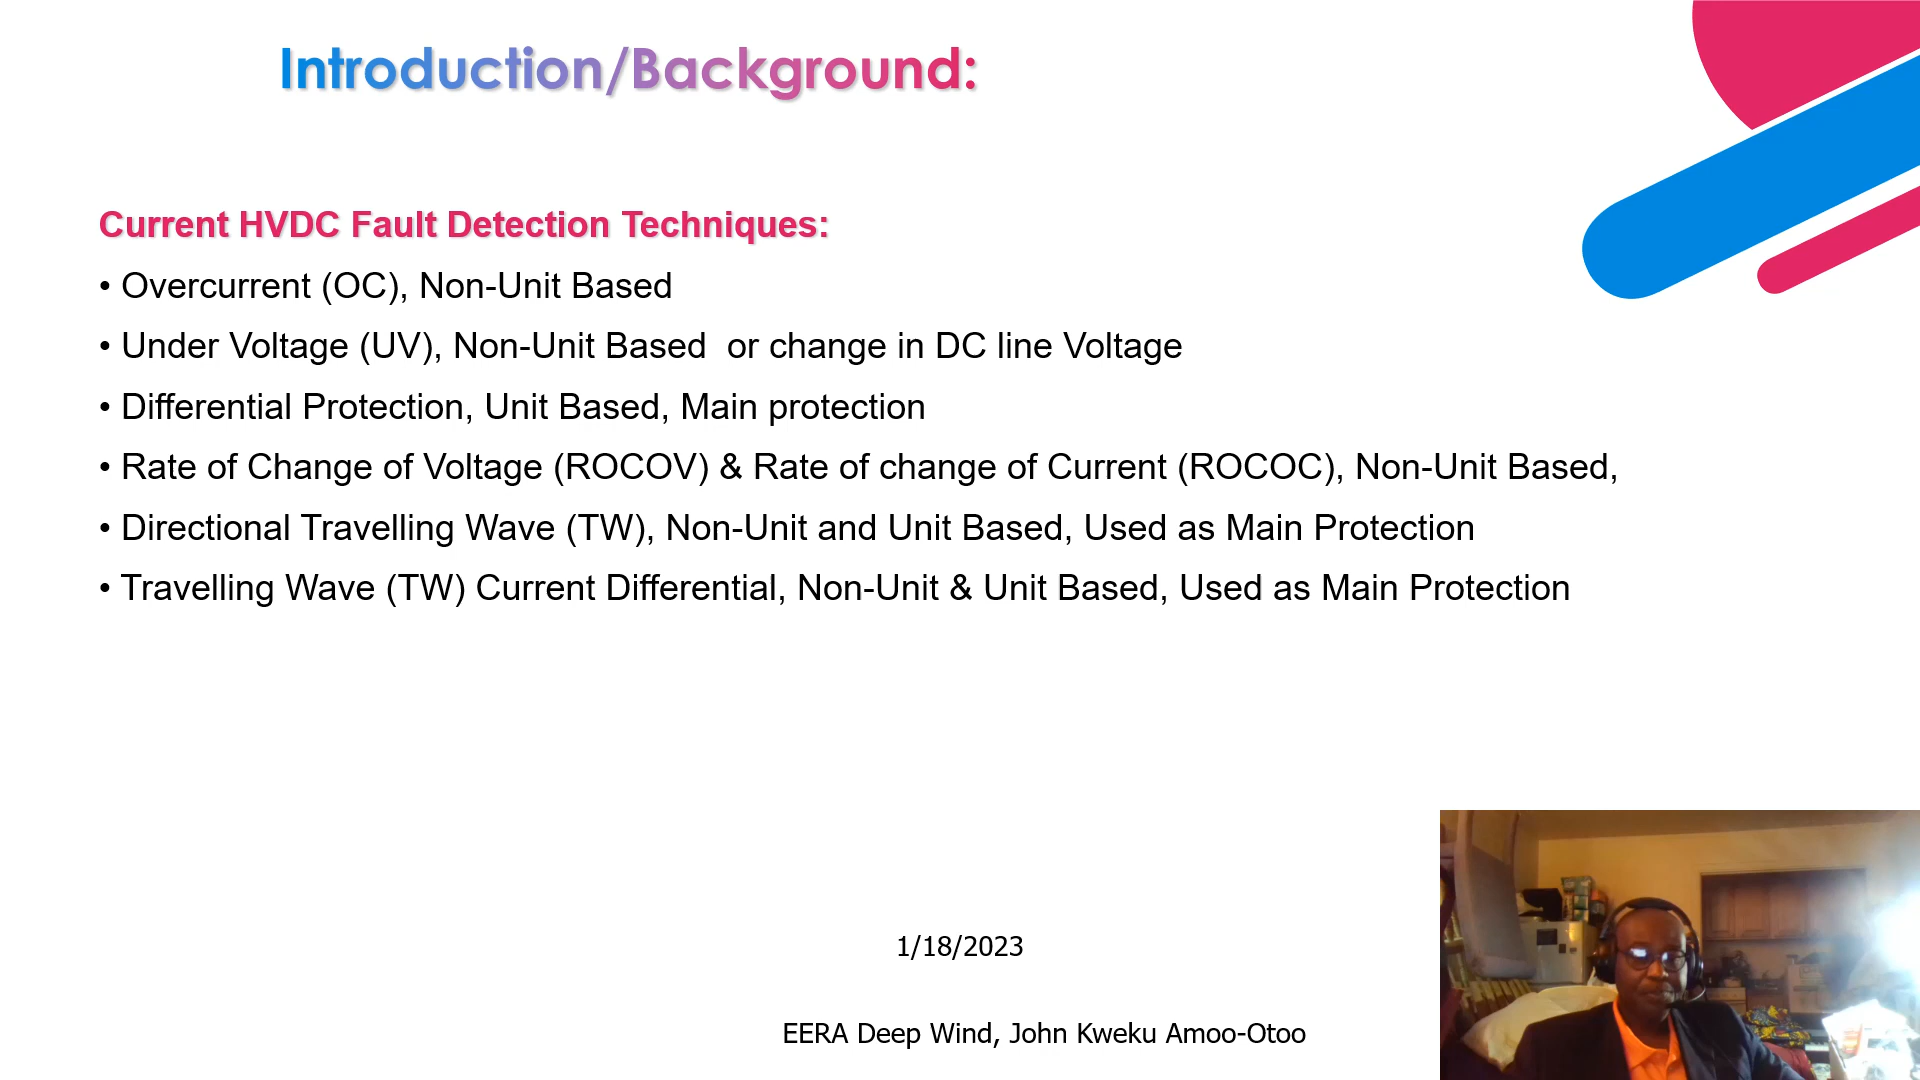 Introduction/Background:
Current HVDC Fault Detection Techniques:
• Overcurrent (OC), Non-Unit Based
• Under Voltage (UV), Non-Unit Based  or change in DC line Voltage
• Differential Protection, Unit Based, Main protection
• Rate of Change of Voltage (ROCOV) & Rate of change of Current (ROCOC), Non-Unit Based,
• Directional Travelling Wave (TW), Non-Unit and Unit Based, Used as Main Protection
• Travelling Wave (TW) Current Differential, Non-Unit & Unit Based, Used as Main Protection
1/18/2023
EERA Deep Wind, John Kweku Amoo-Otoo